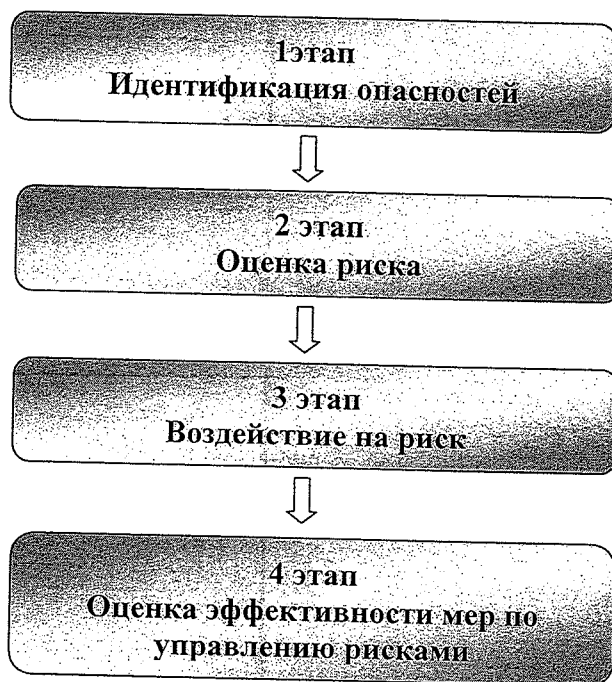 1этап
Идентификация опасностей
2 этап
Оценка риска
3 этап
Воздействие на риск
4 этап
Оценка эффективности мер по
управлению рисками